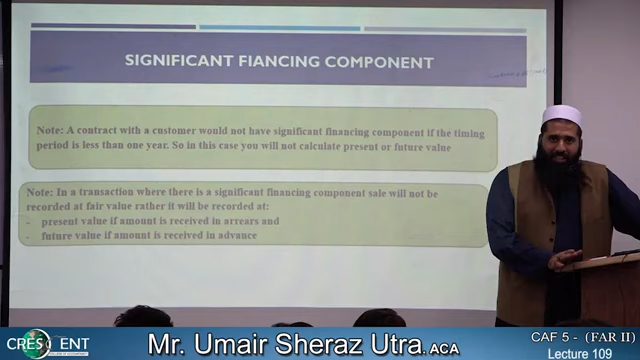 SIGNIFICANT FIANCING COMPONENT
Note: A contract with a customer would not have significant financing component if the timing
period is less than one year. So in this case you will not calculate present or future value
Note: In a transaction where there is a significant financing component sale will not be
recorded at fair value rather it will be recorded at:
- present value if amount is received in arrears and
- future value if amount is received in advance
CRESCENT
Mr. Umair Sheraz Utra. ACA
CAF 5 - (FAR II)
Lecture 109